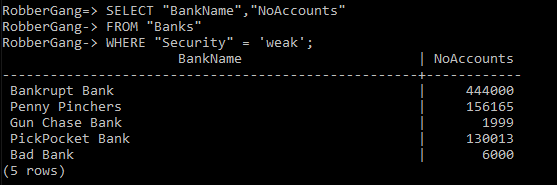 RobberGang=> SELECT "BankName","NoAccounts"
RobberGang-> FROM "Banks"
RobberGang-> WHERE "Security" = 'weak';
BankName | NoAccounts
-----------------------------------------------+------------
Bankrupt Bank | 444000
Penny Pinchers | 156165
Gun Chase Bank | 1999
PickPocket Bank | 130013
Bad Bank | 6000
(5 rows)